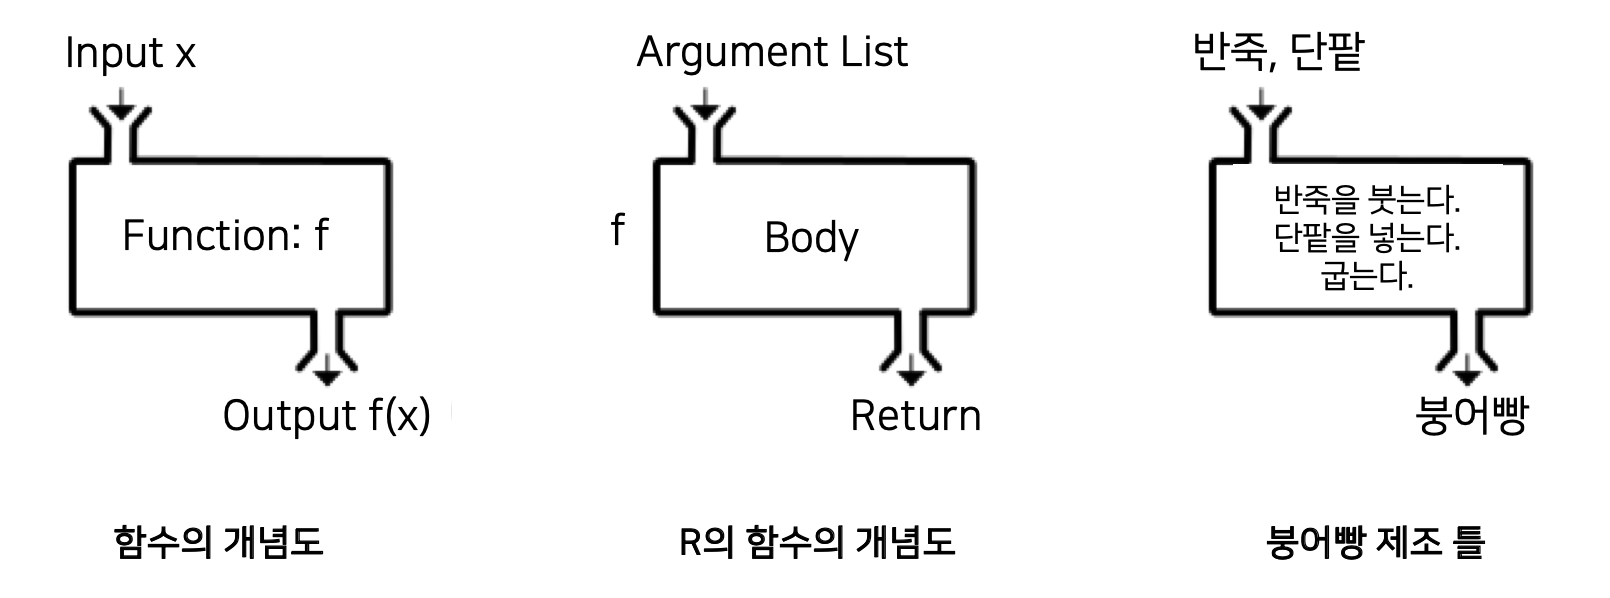 Input x
Function: f
Output f(x)
함수의 개념도
Argument List
f
Body
Return
R의 함수의 개념도
반죽, 단팥
반죽을 붓는다.
단팥을 넣는다.
굽는다.
붕어빵
붕어빵 제조 틀